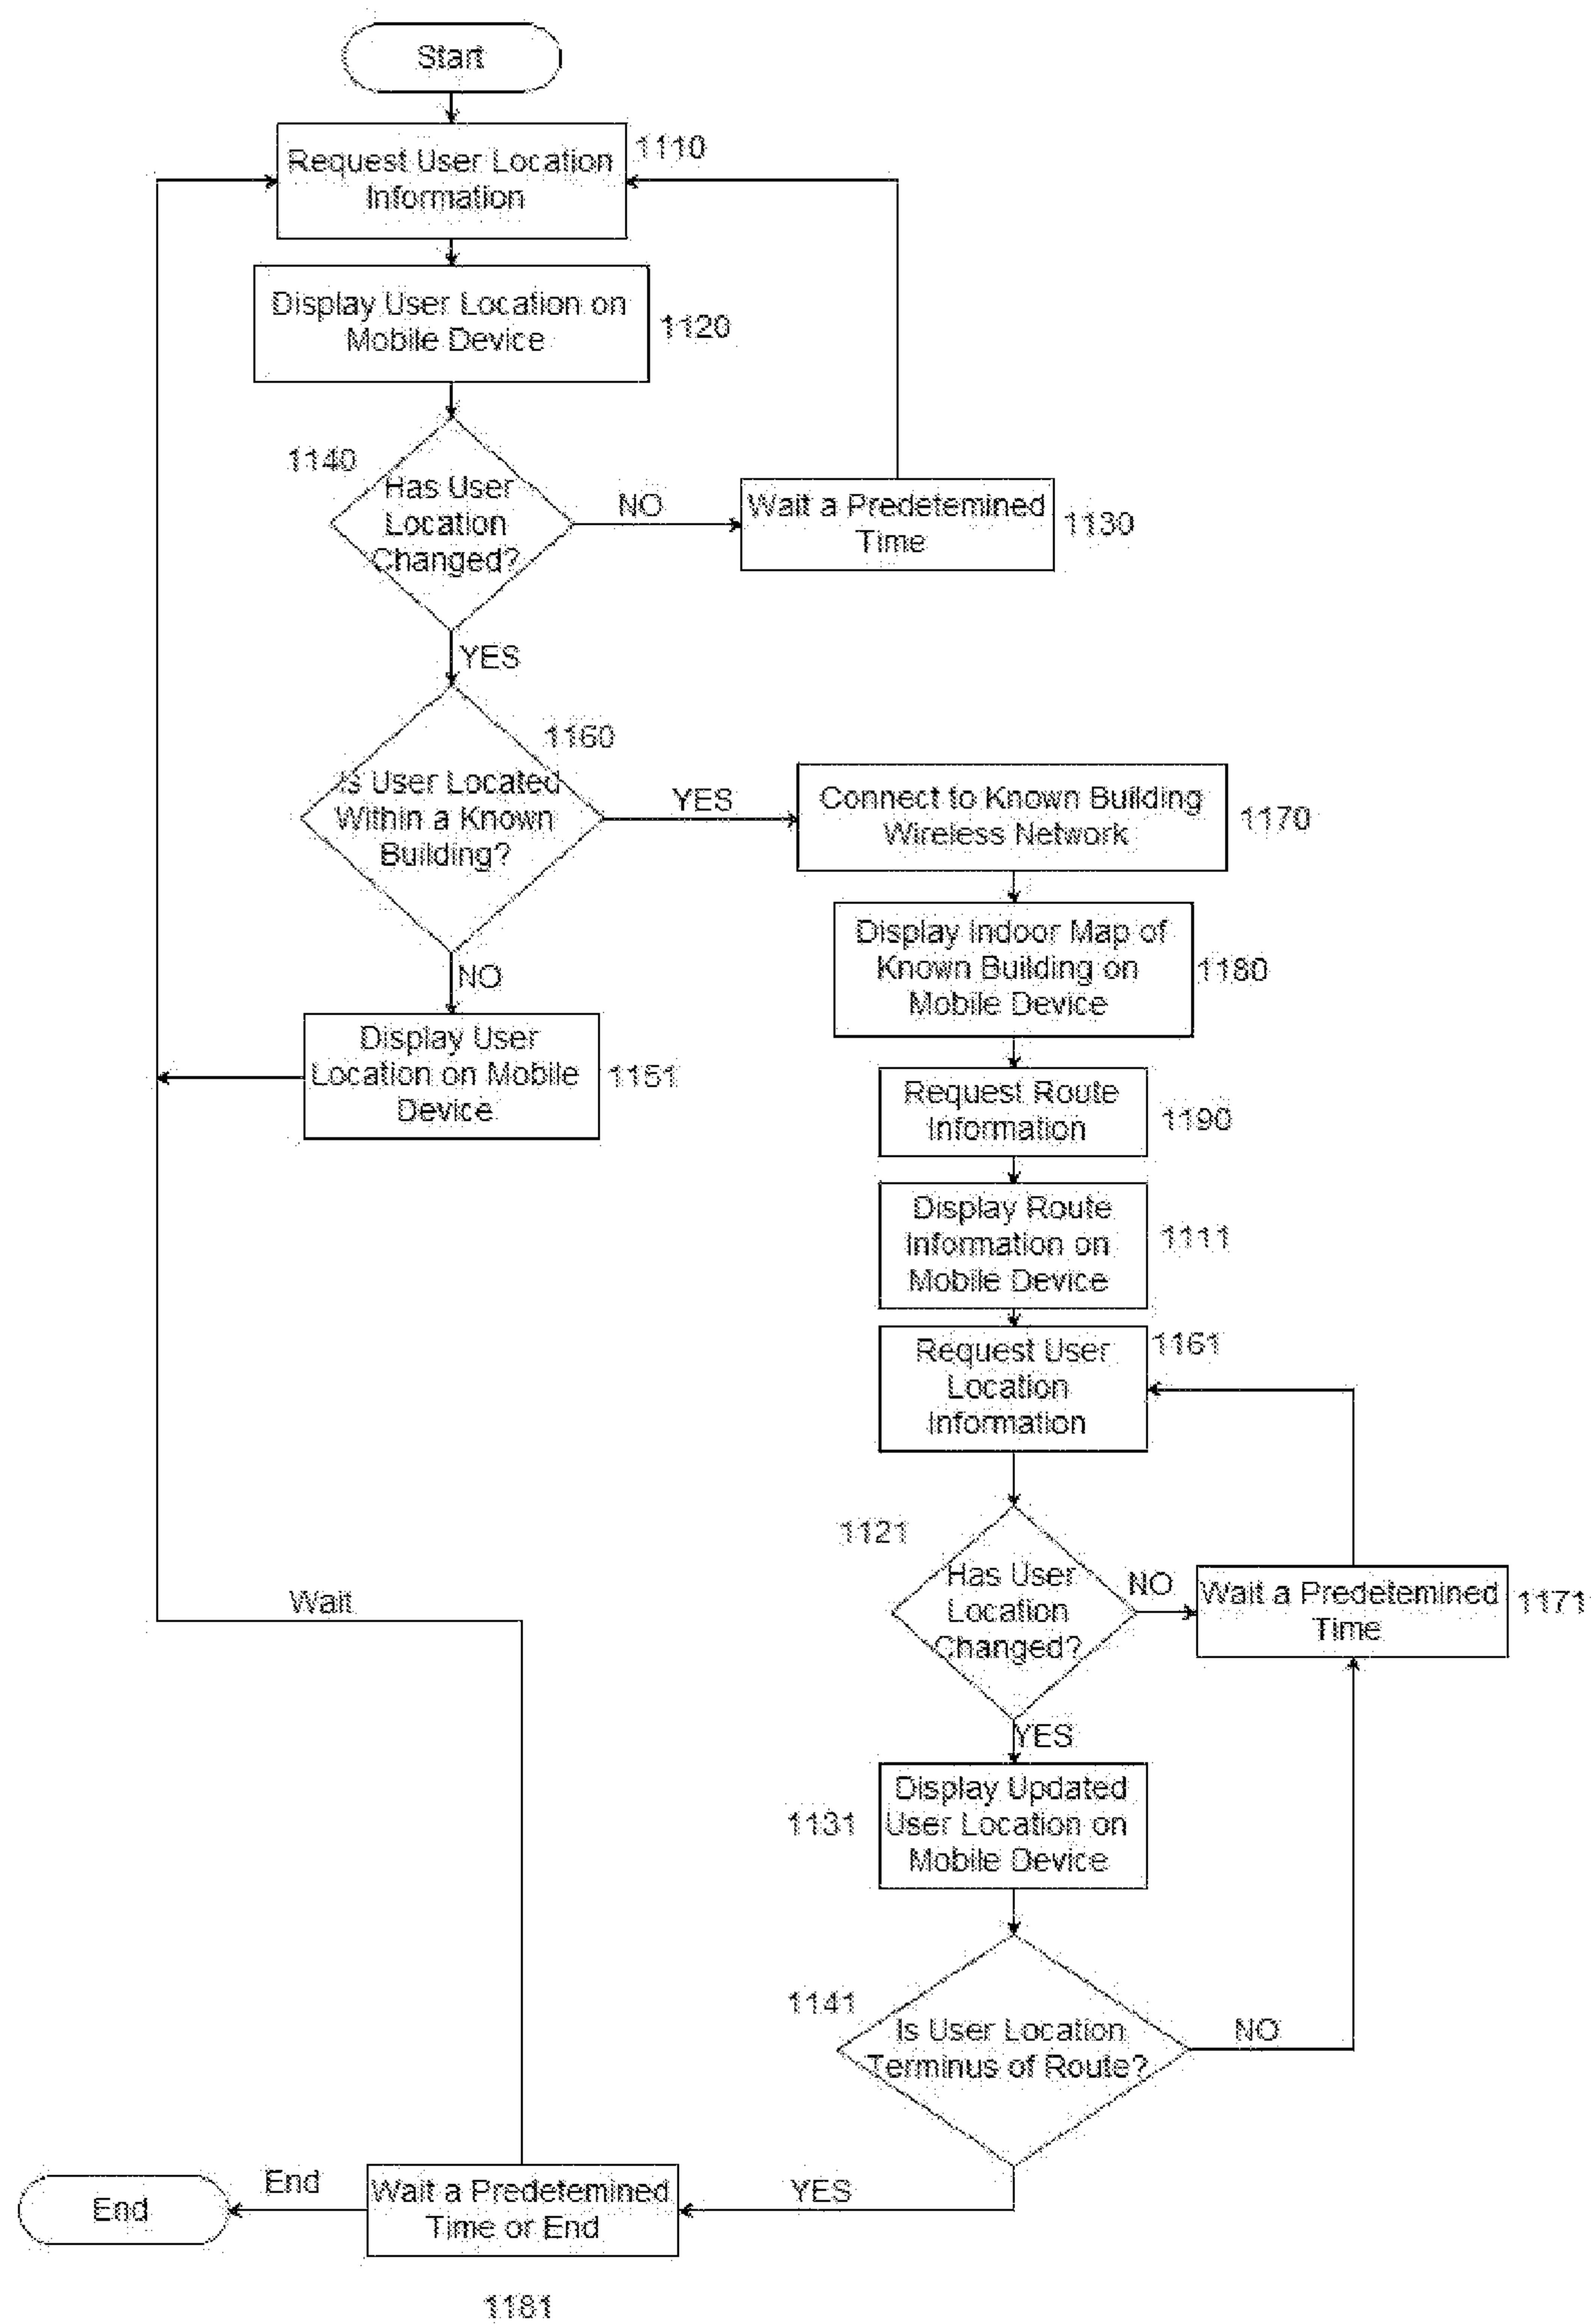 Start
Request User Location
Information
1110
Display User Location on
Mobile Device
1120
1140
Has User
Location
Changed?
NO
Wait a Predetemined
Time
1130
YES
1160
Is User Located
Within a Known
Building?
YES
Connect to Known Building
Wireless Network
1170
Display Indoor Map of
Known Building on
Mobile Device
1180
NO
Display User
Location on Mobile
Device
1151
Request Route
Information
1190
Display Route
Information on
Mobile Device
1111
Request User
Location
Information
1161
1121
Has User
Location
Changed?
NO
Wait a Predetemined
Time
1171
Wait
YES
Display Updated
User Location on
Mobile Device
1131
1141
Is User Location
Terminus of Route?
NO
YES
Wait a Predetemined
Time or End
1181
End
End